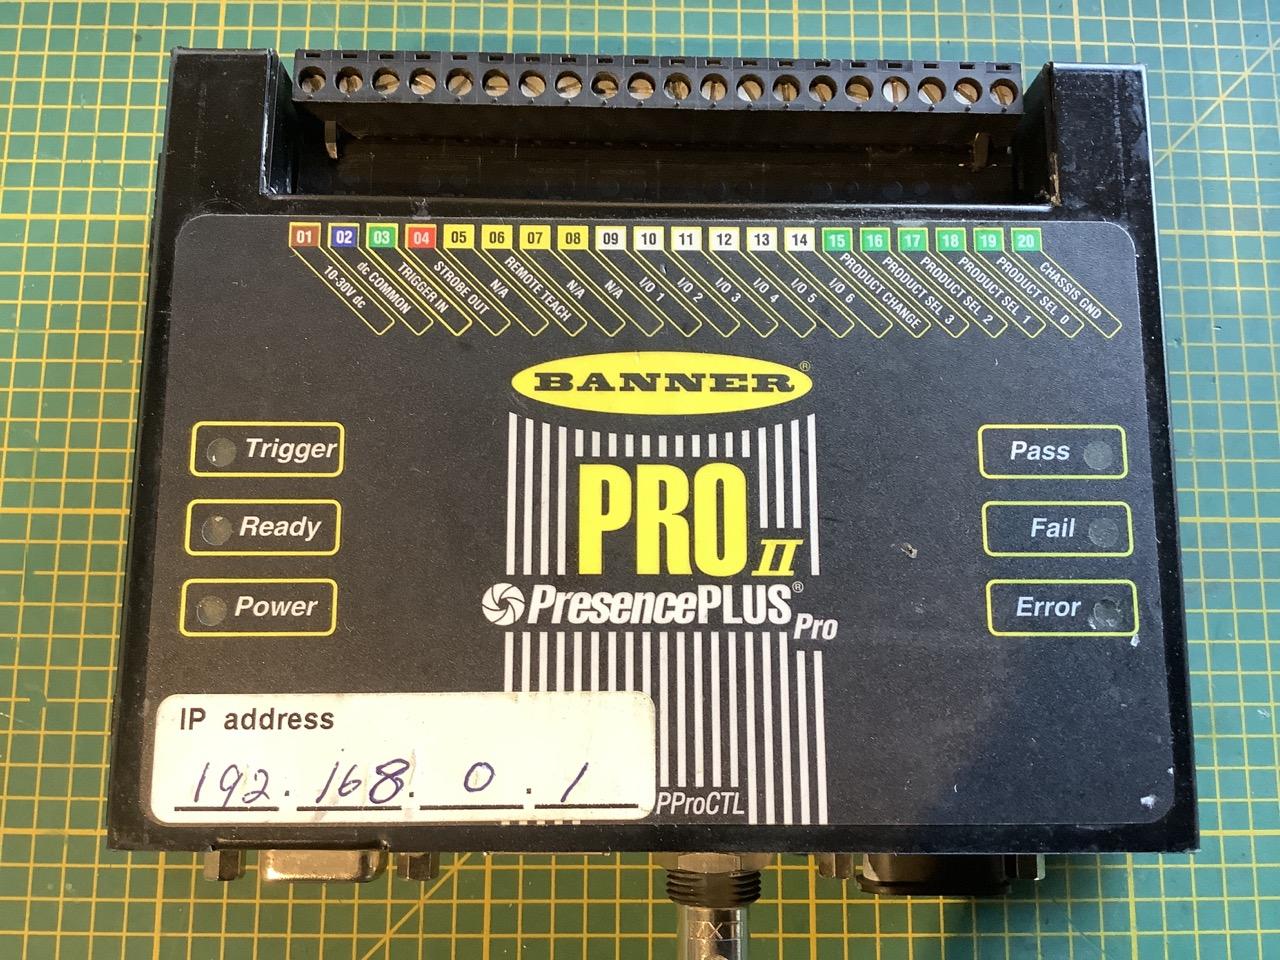 01 02 03 04 05 06 07 08 09 10 11 12 13 14 15 16 17 18 19 20
10-30V dc
dc COMMON
TRIGGER IN
STROBE OUT
N/A
REMOTE TEACH
N/A
N/A
I/O 1
I/O 2
I/O 3
I/O 4
I/O 5
I/O 6
PRODUCT CHANGE
PRODUCT SEL 3
PRODUCT SEL 2
PRODUCT SEL 1
PRODUCT SEL 0
CHASSIS GND
BANNER®
Trigger
Ready
Power
PRO II
PresencePLUS®
Pro
Pass
Fail
Error
IP address
192.168.0.1
PProCTL